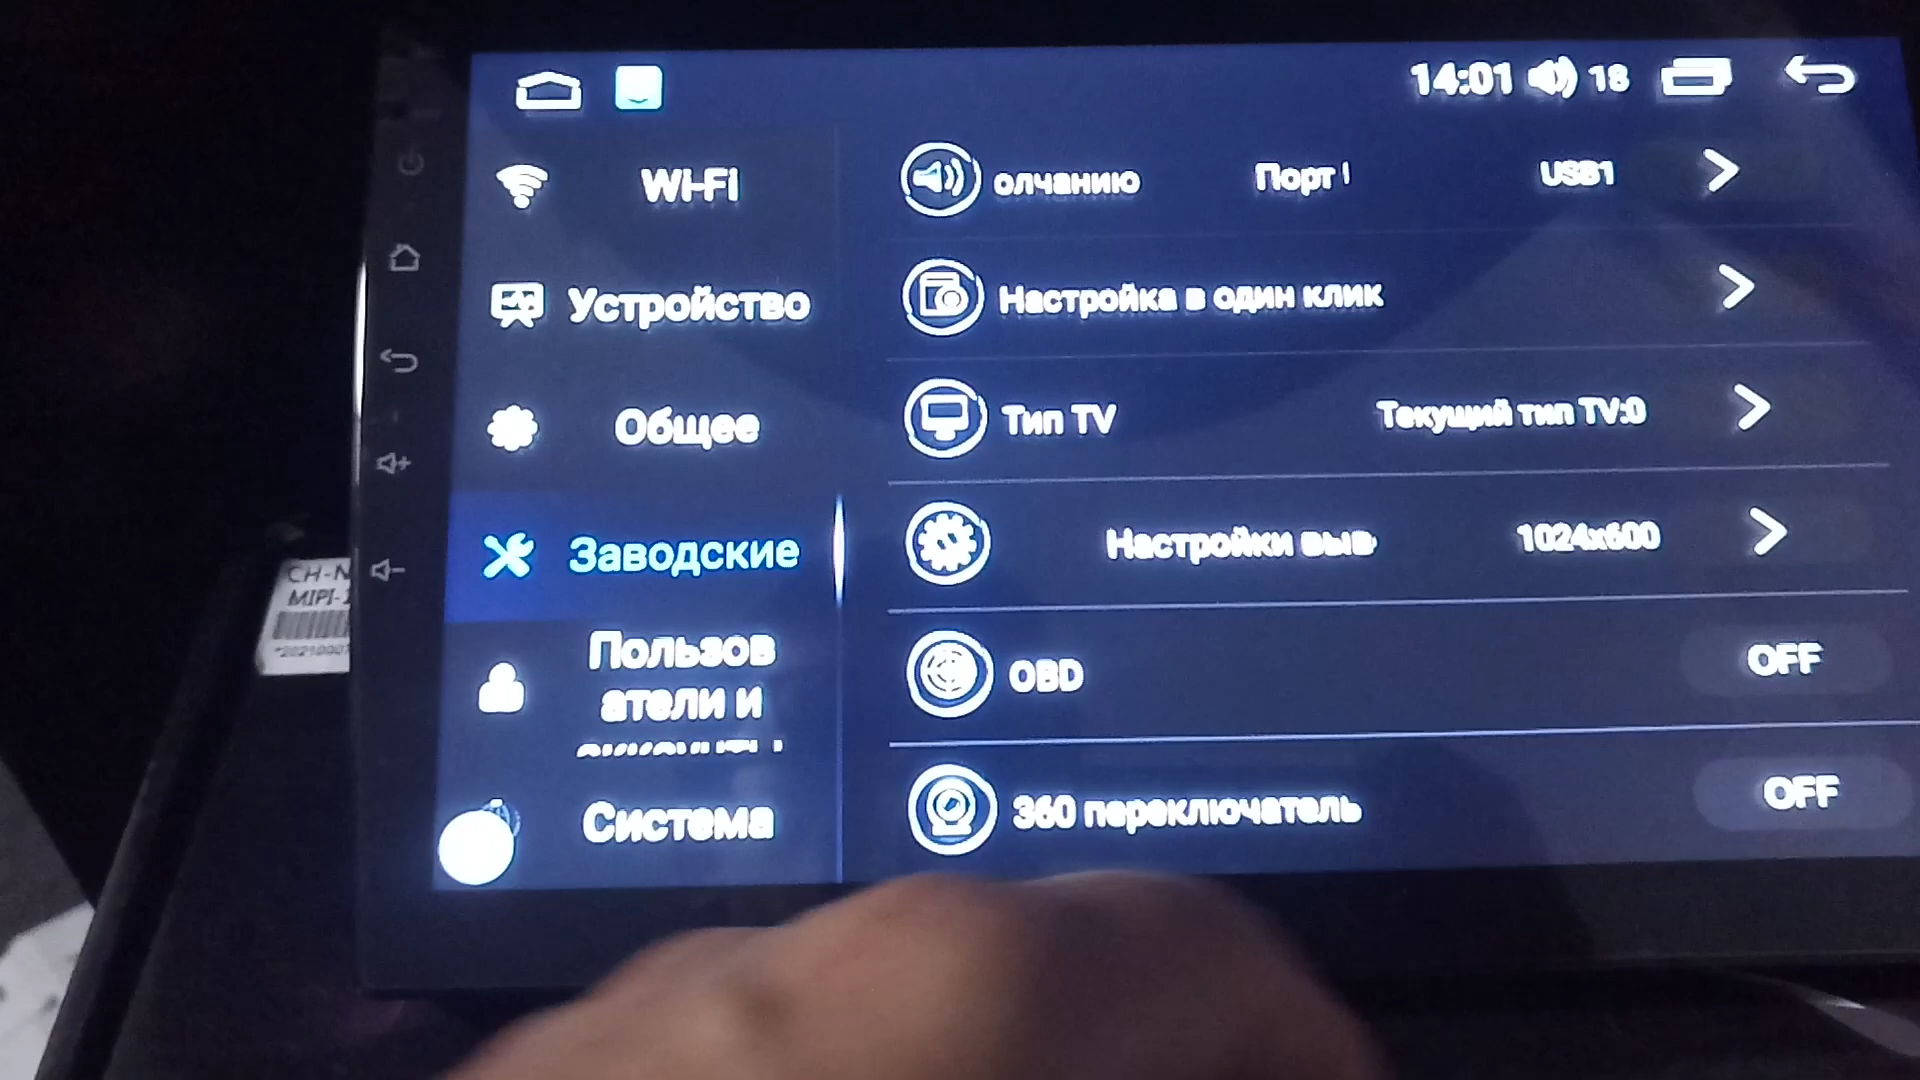 14:01 18
Wi-Fi
Устройство
Общее
Заводские
Пользов
атели и
Система
олчанию Порт USB1
Настройка в один клик
Тип TV Текущий тип TV:0
Настройки выв 1024x600
OBD OFF
360 переключатель OFF
CH-N
MIPI-1